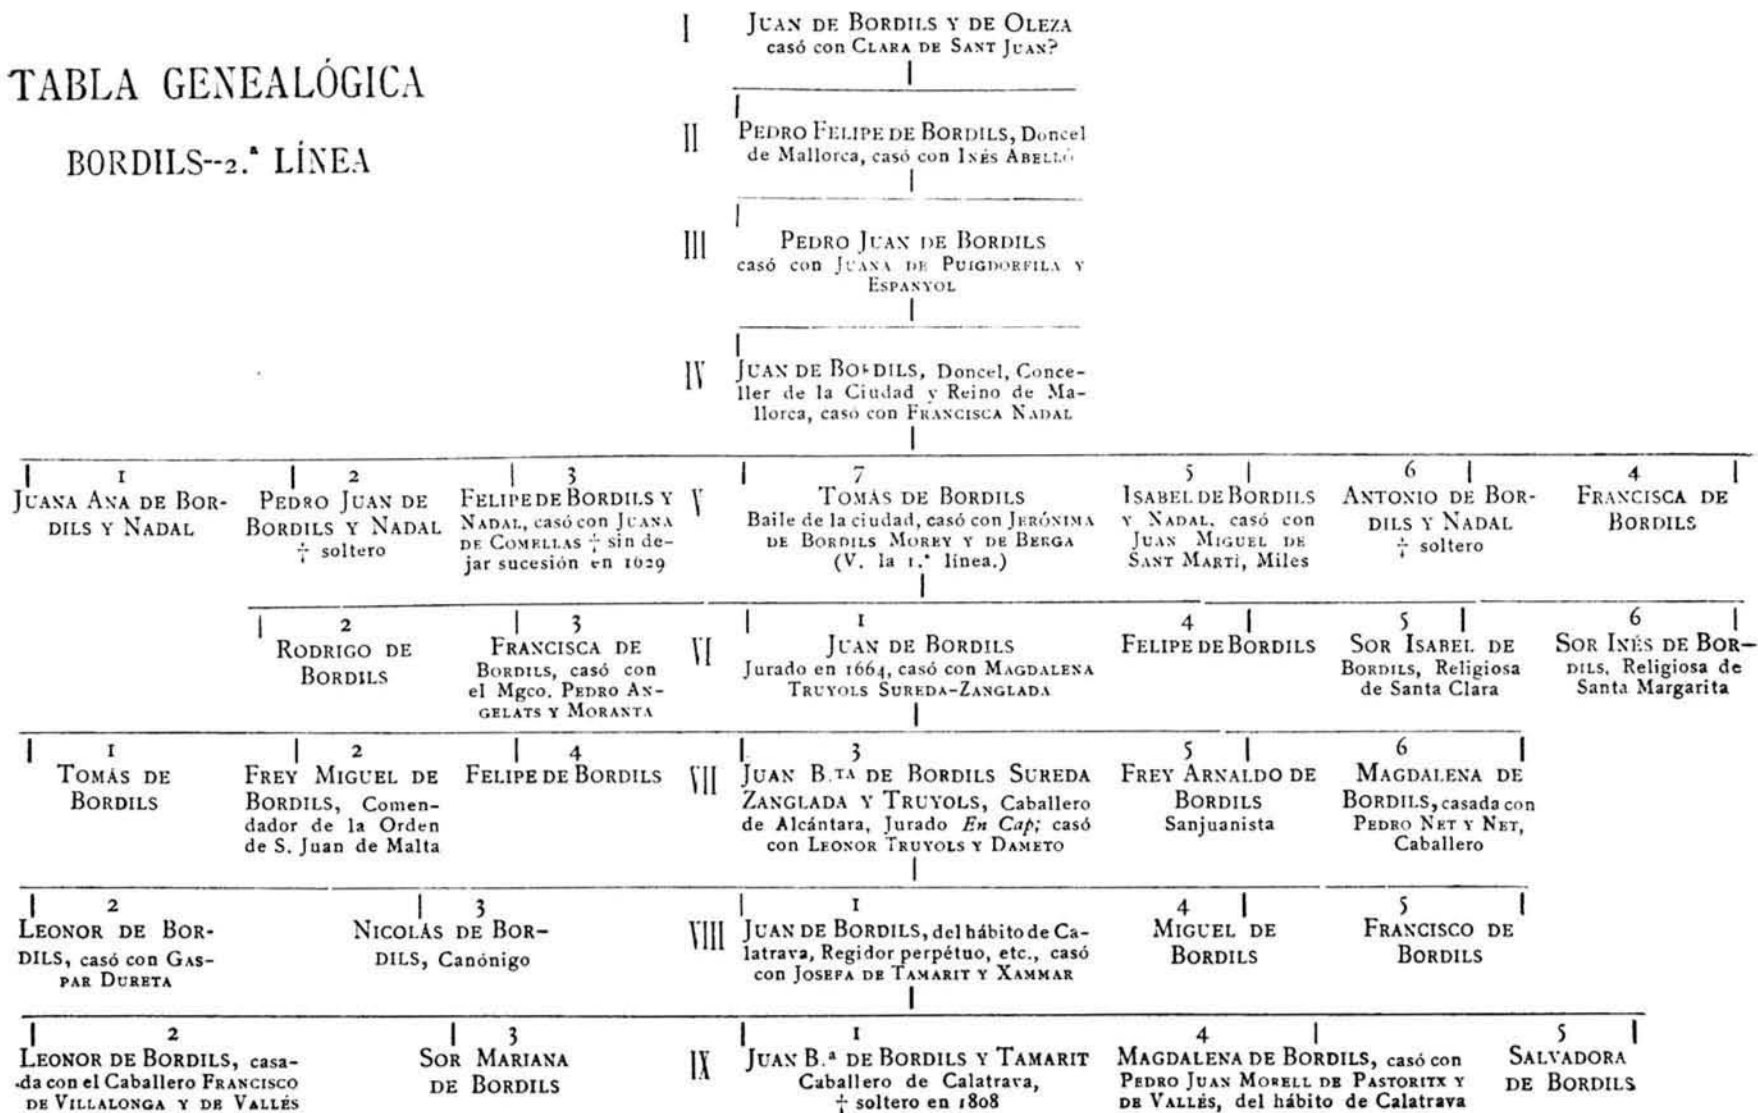 TABLA GENEALÓGICA
BORDILS--2.ª LÍNEA
I
JUAN DE BORDILS Y DE OLEZA
casó con CLARA DE SANT JUAN?
II
PEDRO FELIPE DE BORDILS, Doncel
de Mallorca, casó con INÉS ABELLÓ
III
PEDRO JUAN DE BORDILS
casó con JUANA DE PUIGDORFILA Y
ESPANYOL
IV
JUAN DE BORDILS, Doncel, Conce-
ller de la Ciudad y Reino de Ma-
llorca, casó con FRANCISCA NADAL
1
JUANA ANA DE BOR-
DILS Y NADAL
2
PEDRO JUAN DE
BORDILS Y NADAL
† soltero
3
FELIPE DE BORDILS Y
NADAL, casó con JUANA
DE COMELLAS † sin de-
jar sucesión en 1629
V
7
TOMÁS DE BORDILS
Baile de la ciudad, casó con JERÓNIMA
DE BORDILS MOREY Y DE BERGA
(V. la 1.ª línea.)
5
ISABEL DE BORDILS
Y NADAL, casó con
JUAN MIGUEL DE
SANT MARTÍ, Miles
6
ANTONIO DE BOR-
DILS Y NADAL
† soltero
4
FRANCISCA DE
BORDILS
2
RODRIGO DE
BORDILS
3
FRANCISCA DE
BORDILS, casó con
el Mgco. PEDRO AN-
GELATS Y MORANTA
VI
1
JUAN DE BORDILS
Jurado en 1664, casó con MAGDALENA
TRUYOLS SUREDA-ZANGLADA
4
FELIPE DE BORDILS
5
SOR ISABEL DE
BORDILS, Religiosa
de Santa Clara
6
SOR INÉS DE BOR-
DILS, Religiosa de
Santa Margarita
1
TOMÁS DE
BORDILS
2
FREY MIGUEL DE
BORDILS, Comen-
dador de la Orden
de S. Juan de Malta
4
FELIPE DE BORDILS
VII
3
JUAN B.TA DE BORDILS SUREDA
ZANGLADA Y TRUYOLS, Caballero
de Alcántara, Jurado En Cap; casó
con LEONOR TRUYOLS Y DAMETO
5
FREY ARNALDO DE
BORDILS
Sanjuanista
6
MAGDALENA DE
BORDILS, casada con
PEDRO NET Y NET,
Caballero
2
LEONOR DE BOR-
DILS, casó con GAS-
PAR DURETA
3
NICOLÁS DE BOR-
DILS, Canónigo
VIII
1
JUAN DE BORDILS, del hábito de Ca-
latrava, Regidor perpétuo, etc., casó
con JOSEFA DE TAMARIT Y XAMMAR
4
MIGUEL DE
BORDILS
5
FRANCISCO DE
BORDILS
2
LEONOR DE BORDILS, casa-
da con el Caballero FRANCISCO
DE VILLALONGA Y DE VALLÉS
3
SOR MARIANA
DE BORDILS
IX
1
JUAN B.ª DE BORDILS Y TAMARIT
Caballero de Calatrava,
† soltero en 1808
4
MAGDALENA DE BORDILS, casó con
PEDRO JUAN MORELL DE PASTORITX Y
DE VALLÉS, del hábito de Calatrava
5
SALVADORA
DE BORDILS